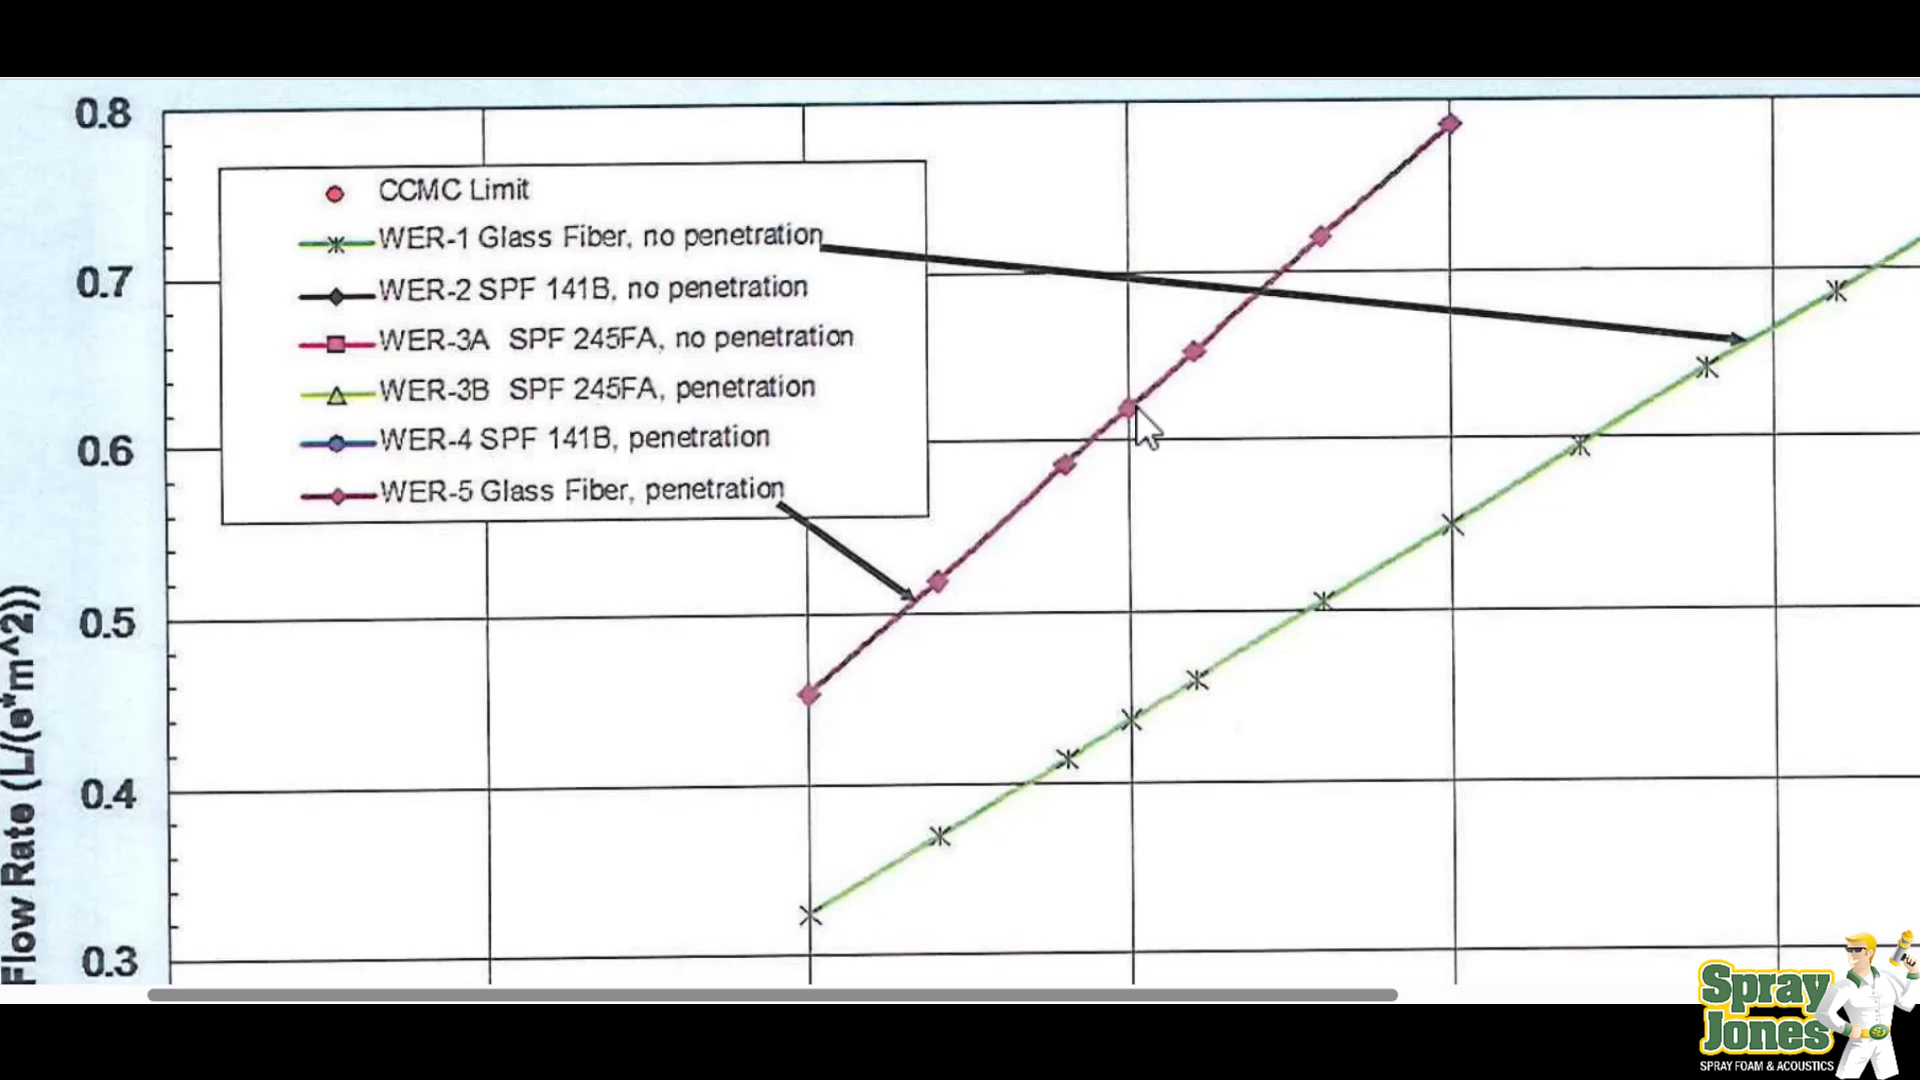 0.8
CCMC Limit
WER-1 Glass Fiber, no penetration
WER-2 SPF 141B, no penetration
0.7
WER-3A SPF 245FA, no penetration
WER-3B SPF 245FA, penetration
WER-4 SPF 141B, penetration
0.6
WER-5 Glass Fiber, penetration
0.5
0.4
0.3
Flow Rate (L/(s*m^2))
Spray
Jones
SPRAY FOAM & ACOUSTICS